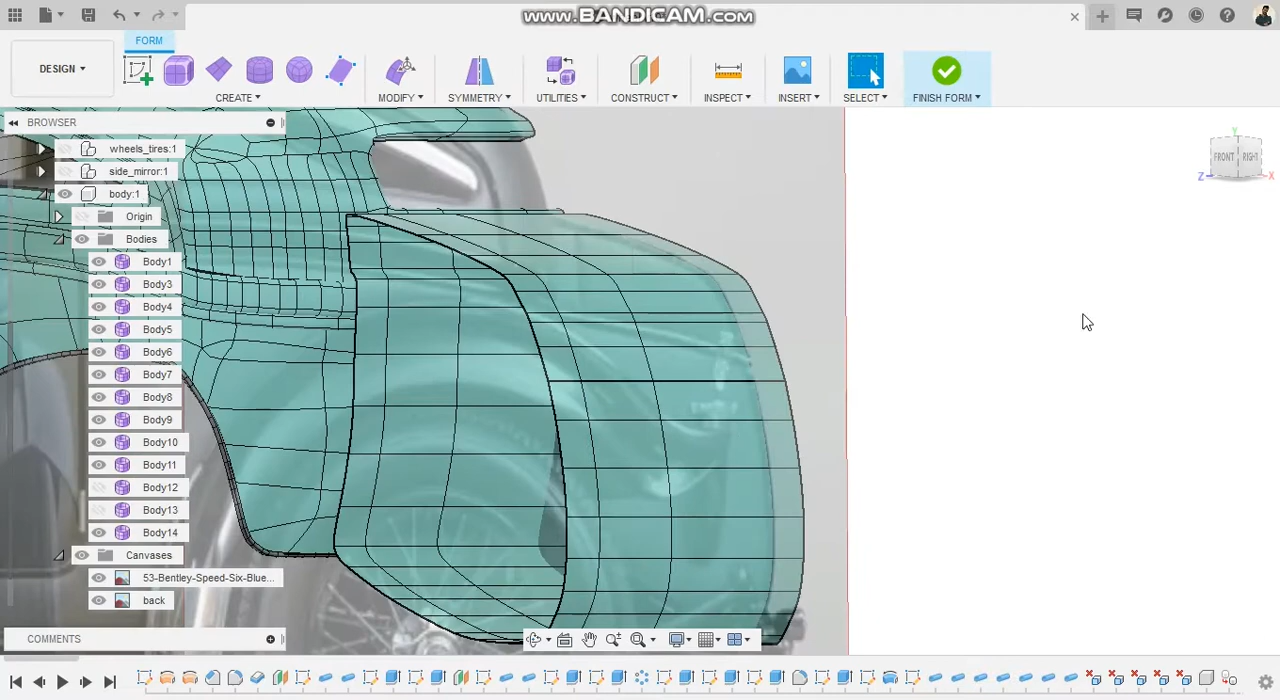 www.BANDICAM.com
FORM
DESIGN
CREATE
MODIFY
SYMMETRY
UTILITIES
CONSTRUCT
INSPECT
INSERT
SELECT
FINISH FORM
BROWSER
wheels_tires:1
side_mirror:1
body:1
Origin
Bodies
Body1
Body3
Body4
Body5
Body6
Body7
Body8
Body9
Body10
Body11
Body12
Body13
Body14
Canvases
53-Bentley-Speed-Six-Blue...
back
COMMENTS
FRONT
RIGHT
Y
Z
X